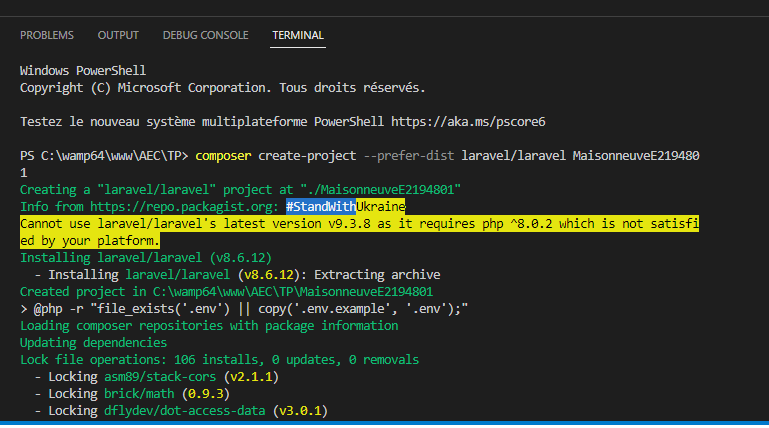 PROBLEMS OUTPUT DEBUG CONSOLE TERMINAL
Windows PowerShell
Copyright (C) Microsoft Corporation. Tous droits réservés.
Testez le nouveau système multiplateforme PowerShell https://aka.ms/pscore6
PS C:\wamp64\www\AEC\TP> composer create-project --prefer-dist laravel/laravel MaisonneuveE219480
1
Creating a "laravel/laravel" project at "./MaisonneuveE2194801"
Info from https://repo.packagist.org: #StandWithUkraine
Cannot use laravel/laravel's latest version v9.3.8 as it requires php ^8.0.2 which is not satisfi
ed by your platform.
Installing laravel/laravel (v8.6.12)
- Installing laravel/laravel (v8.6.12): Extracting archive
Created project in C:\wamp64\www\AEC\TP\MaisonneuveE2194801
> @php -r "file_exists('.env') || copy('.env.example', '.env');"
Loading composer repositories with package information
Updating dependencies
Lock file operations: 106 installs, 0 updates, 0 removals
- Locking asm89/stack-cors (v2.1.1)
- Locking brick/math (0.9.3)
- Locking dflydev/dot-access-data (v3.0.1)